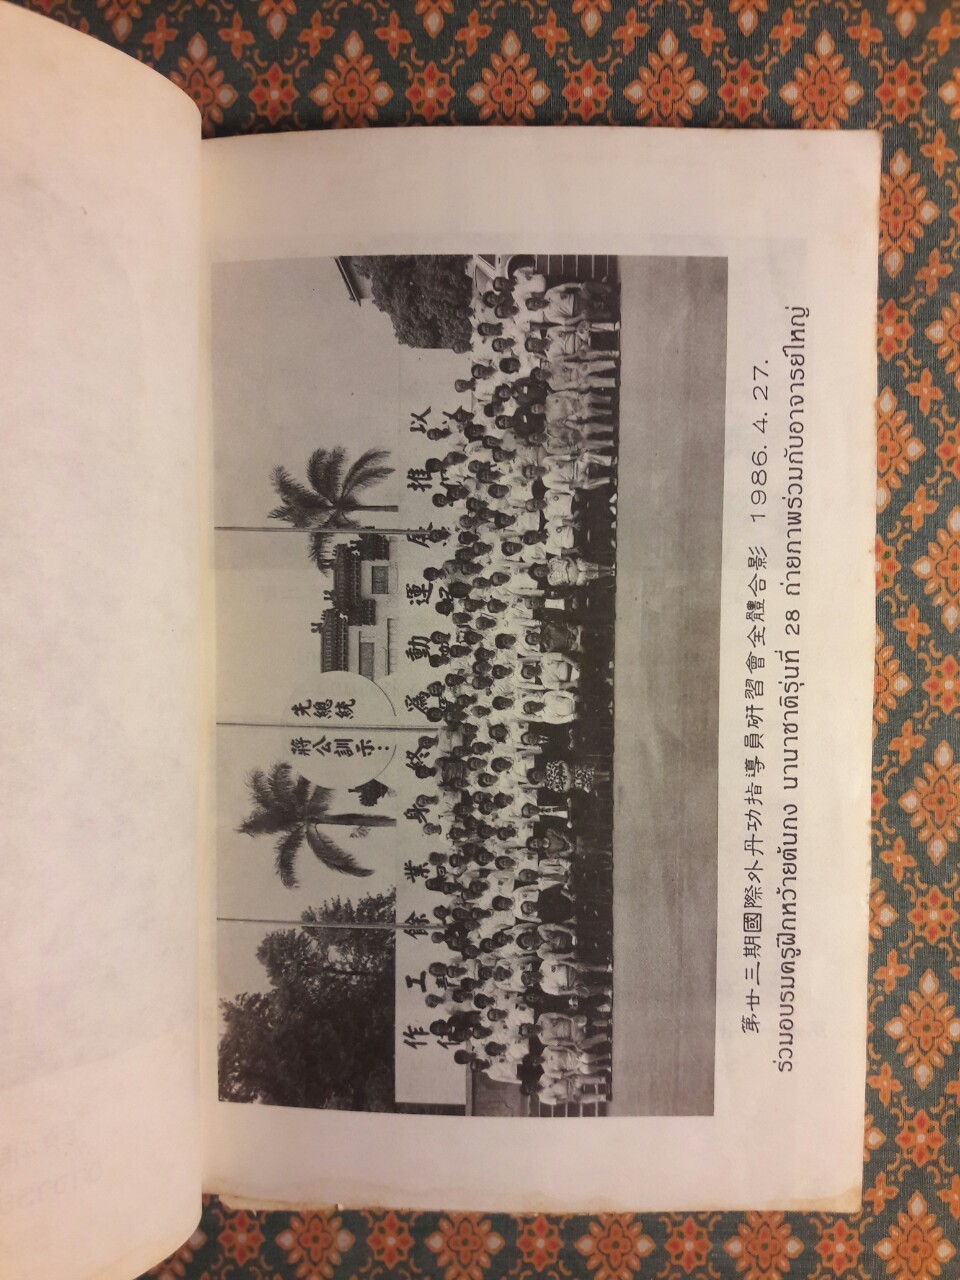 先總統
蔣公訓示:
以推廣運動為終身業餘工作
第廿三期國際外丹功指導員研習會全體合影 1986. 4. 27.
ร่วมอบรมครูฝึกหว้ายตันกง นานาชาติรุ่นที่ 28 ถ่ายภาพร่วมกับอาจารย์ใหญ่